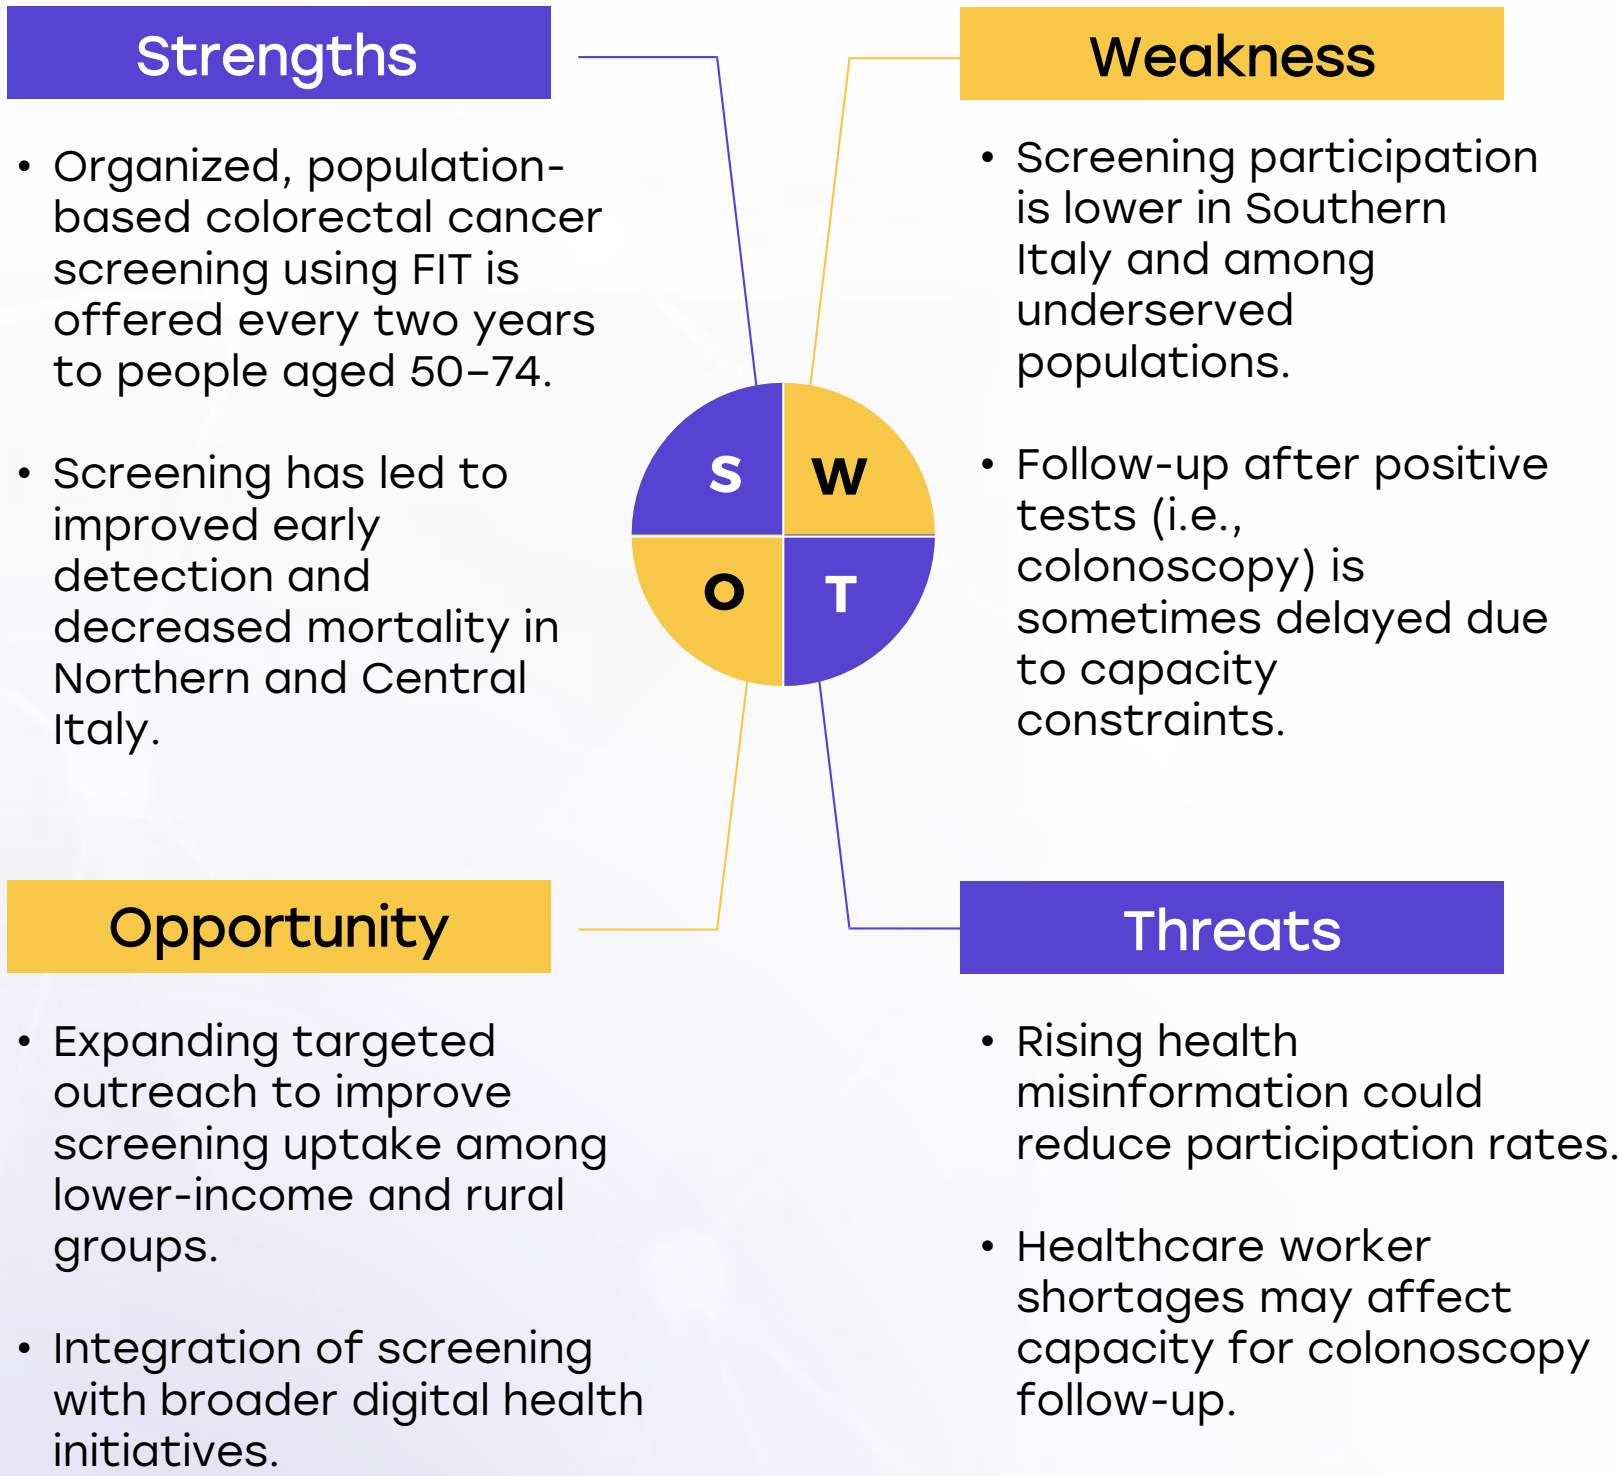 Strengths
• Organized, population-
based colorectal cancer
screening using FIT is
offered every two years
to people aged 50–74.
• Screening has led to
improved early
detection and
decreased mortality in
Northern and Central
Italy.
Weakness
• Screening participation
is lower in Southern
Italy and among
underserved
populations.
• Follow-up after positive
tests (i.e.,
colonoscopy) is
sometimes delayed due
to capacity
constraints.
S
W
O
T
Opportunity
• Expanding targeted
outreach to improve
screening uptake among
lower-income and rural
groups.
• Integration of screening
with broader digital health
initiatives.
Threats
• Rising health
misinformation could
reduce participation rates.
• Healthcare worker
shortages may affect
capacity for colonoscopy
follow-up.